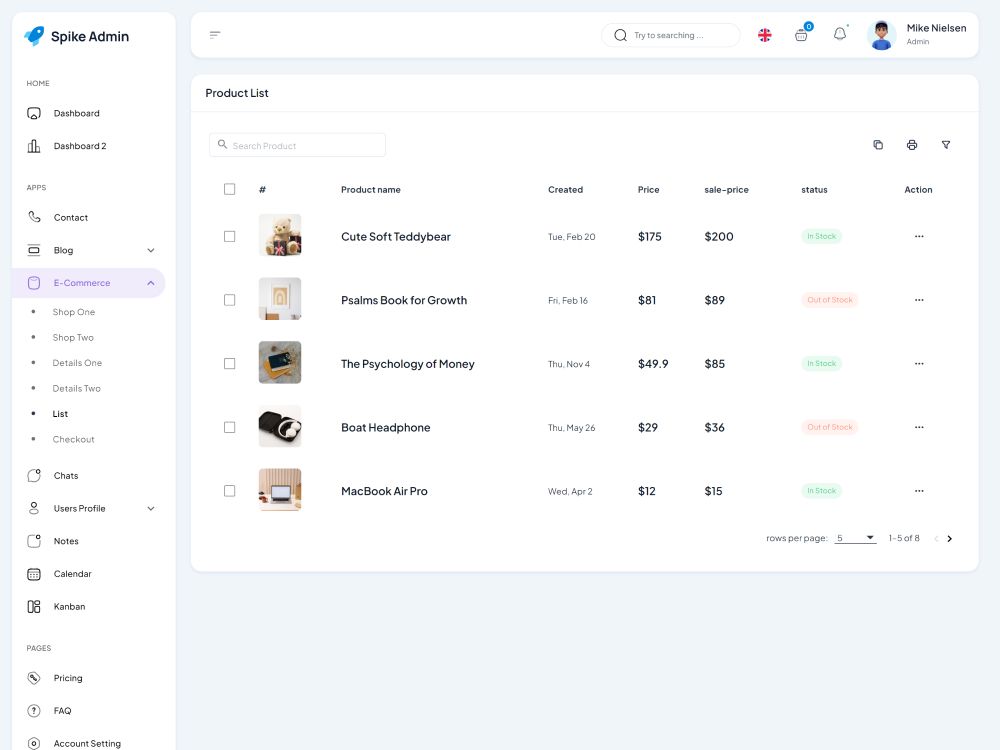 Spike Admin
Try to searching ...
0
Mike Nielsen
Admin
HOME
Dashboard
Dashboard 2
APPS
Contact
Blog
E-Commerce
Shop One
Shop Two
Details One
Details Two
List
Checkout
Chats
Users Profile
Notes
Calendar
Kanban
PAGES
Pricing
FAQ
Account Setting
Product List
Search Product
# Product name Created Price sale-price status Action
Cute Soft Teddybear Tue, Feb 20 $175 $200 In Stock ...
Psalms Book for Growth Fri, Feb 16 $81 $89 Out of Stock ...
The Psychology of Money Thu, Nov 4 $49.9 $85 In Stock ...
Boat Headphone Thu, May 26 $29 $36 Out of Stock ...
MacBook Air Pro Wed, Apr 2 $12 $15 In Stock ...
rows per page: 5 1–5 of 8